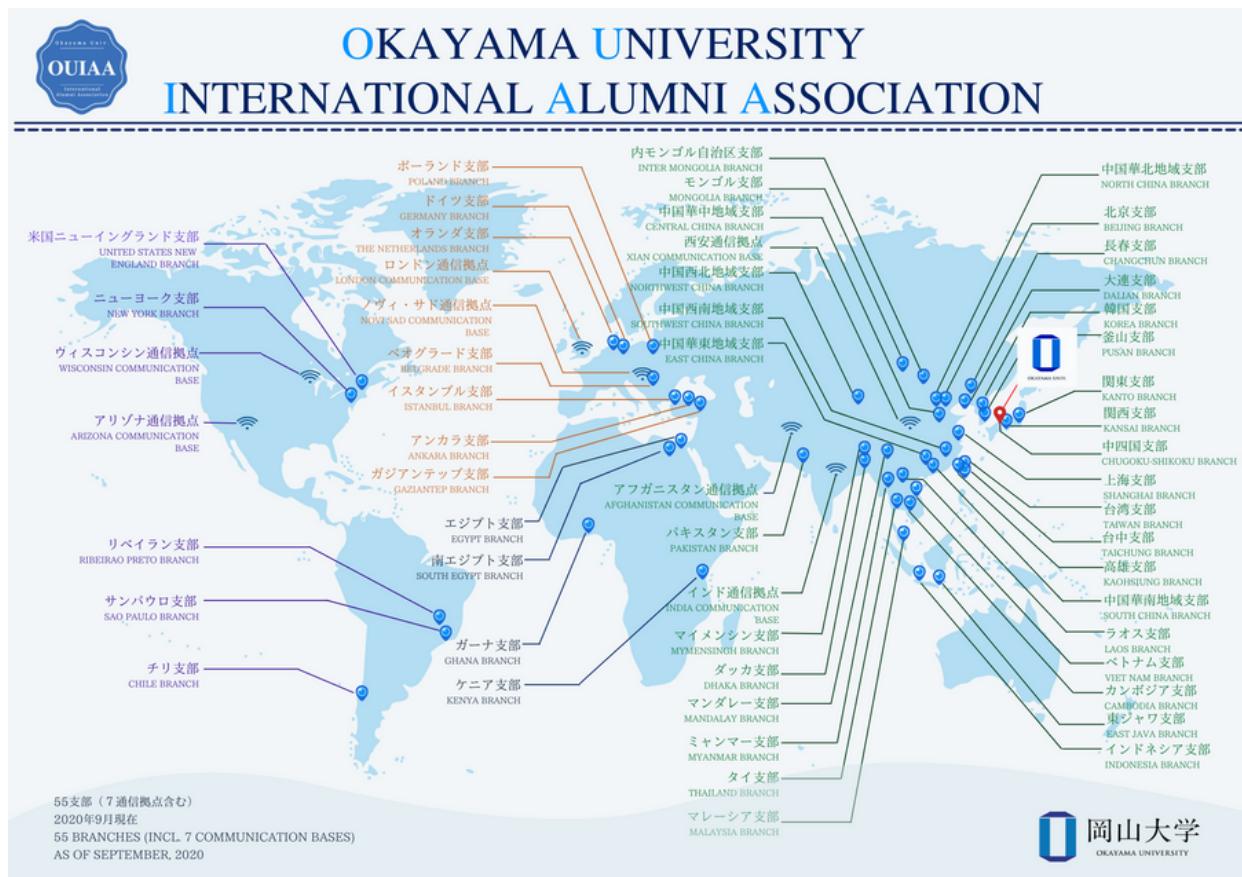 Okayama Univ
OUIAA
International
Alumni Association
OKAYAMA UNIVERSITY
INTERNATIONAL ALUMNI ASSOCIATION
米国ニューイングランド支部
UNITED STATES NEW
ENGLAND BRANCH
ニューヨーク支部
NEW YORK BRANCH
ウィスコンシン通信拠点
WISCONSIN COMMUNICATION
BASE
アリゾナ通信拠点
ARIZONA COMMUNICATION
BASE
リベイラン支部
RIBEIRAO PRETO BRANCH
サンパウロ支部
SAO PAULO BRANCH
チリ支部
CHILE BRANCH
ポーランド支部
POLAND BRANCH
ドイツ支部
GERMANY BRANCH
オランダ支部
THE NETHERLANDS BRANCH
ロンドン通信拠点
LONDON COMMUNICATION BASE
ノヴィ・サド通信拠点
NOVI SAD COMMUNICATION
BASE
ベオグラード支部
BELGRADE BRANCH
イスタンブル支部
ISTANBUL BRANCH
アンカラ支部
ANKARA BRANCH
ガジアンテップ支部
GAZIANTEP BRANCH
エジプト支部
EGYPT BRANCH
南エジプト支部
SOUTH EGYPT BRANCH
ガーナ支部
GHANA BRANCH
ケニア支部
KENYA BRANCH
内モンゴル自治区支部
INTER MONGOLIA BRANCH
モンゴル支部
MONGOLIA BRANCH
中国華中地域支部
CENTRAL CHINA BRANCH
西安通信拠点
XIAN COMMUNICATION BASE
中国西北地域支部
NORTHWEST CHINA BRANCH
中国西南地域支部
SOUTHWEST CHINA BRANCH
中国華東地域支部
EAST CHINA BRANCH
アフガニスタン通信拠点
AFGHANISTAN COMMUNICATION
BASE
パキスタン支部
PAKISTAN BRANCH
インド通信拠点
INDIA COMMUNICATION
BASE
マイメンシン支部
MYMENSINGH BRANCH
ダッカ支部
DHAKA BRANCH
マンダレー支部
MANDALAY BRANCH
ミャンマー支部
MYANMAR BRANCH
タイ支部
THAILAND BRANCH
マレーシア支部
MALAYSIA BRANCH
中国華北地域支部
NORTH CHINA BRANCH
北京支部
BEIJING BRANCH
長春支部
CHANGCHUN BRANCH
大連支部
DALIAN BRANCH
韓国支部
KOREA BRANCH
釜山支部
PUSAN BRANCH
OKAYAMA UNIV.
関東支部
KANTO BRANCH
関西支部
KANSAI BRANCH
中四国支部
CHUGOKU-SHIKOKU BRANCH
上海支部
SHANGHAI BRANCH
台湾支部
TAIWAN BRANCH
台中支部
TAICHUNG BRANCH
高雄支部
KAOHSIUNG BRANCH
中国華南地域支部
SOUTH CHINA BRANCH
ラオス支部
LAOS BRANCH
ベトナム支部
VIET NAM BRANCH
カンボジア支部
CAMBODIA BRANCH
東ジャワ支部
EAST JAVA BRANCH
インドネシア支部
INDONESIA BRANCH
55支部（７通信拠点含む）
2020年9月現在
55 BRANCHES (INCL. 7 COMMUNICATION BASES)
AS OF SEPTEMBER, 2020
岡山大学
OKAYAMA UNIVERSITY